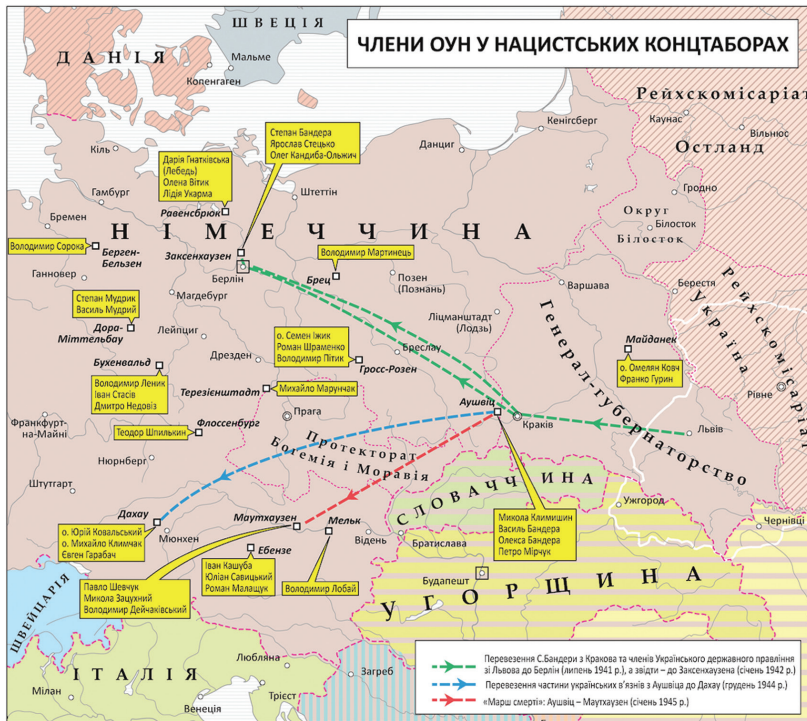 ЧЛЕНИ ОУН У НАЦИСТСЬКИХ КОНЦТАБОРАХ
ШВЕЦІЯ
ДАНІЯ
Мальме
Копенгаген
Рейхскомісаріат
Остланд
Каунас
Вільнюс
Кенігсберг
Данциг
Кіль
Гамбург
Бремен
Штеттін
Гродно
Округ
Білосток
Білосток
Степан Бандера
Ярослав Стецько
Олег Кандиба-Ольжич
Дарія Гнатківська
(Лебедь)
Олена Вітик
Лідія Укарма
Равенсбрюк
НІМЕЧЧИНА
Володимир Сорока
Берген-
Бельзен
Заксенхаузен
Берлін
Володимир Мартинець
Брец
Позен
(Познань)
Варшава
Берестя
Ганновер
Магдебург
Степан Мудрик
Василь Мудрий
Дора-
Міттельбау
Ліцманштадт
(Лодзь)
Генерал-губернаторство
Рейхскомісаріат
Україна
Лейпциг
Дрезден
о. Семен Їжик
Роман Шраменко
Володимир Пітик
Гросс-Розен
Бреслау
Майданек
о. Омелян Ковч
Франко Гурин
Бухенвальд
Володимир Леник
Іван Стасів
Дмитро Недовіз
Терезієнштадт
Михайло Марунчак
Рівне
Франкфурт-
на-Майні
Прага
Аушвіц
Краків
Львів
Флоссенбург
Теодор Шпилькин
Протекторат
Богемія і Моравія
Нюрнберг
Штутгарт
СЛОВАЧЧИНА
Ужгород
Чернівці
Микола Климишин
Василь Бандера
Олекса Бандера
Петро Мірчук
Дахау
Мюнхен
о. Юрій Ковальський
о. Михайло Климчак
Євген Гарабач
Маутхаузен
Мельк
Відень
Братислава
Ебензе
Іван Кашуба
Юліан Савицький
Роман Малащук
Володимир Лобай
Павло Шевчук
Микола Зацухний
Володимир Дейчаківський
Будапешт
УГОРЩИНА
ШВЕЙЦАРІЯ
ІТАЛІЯ
Любляна
Загреб
Мілан
Трієст
Венеція
Перевезення С.Бандери з Кракова та членів Українського державного правління
зі Львова до Берлін (липень 1941 р.), а звідти – до Заксенхаузена (січень 1942 р.)
Перевезення частини українських в'язнів з Аушвіца до Дахау (грудень 1944 р.)
«Марш смерті»: Аушвіц – Маутхаузен (січень 1945 р.)